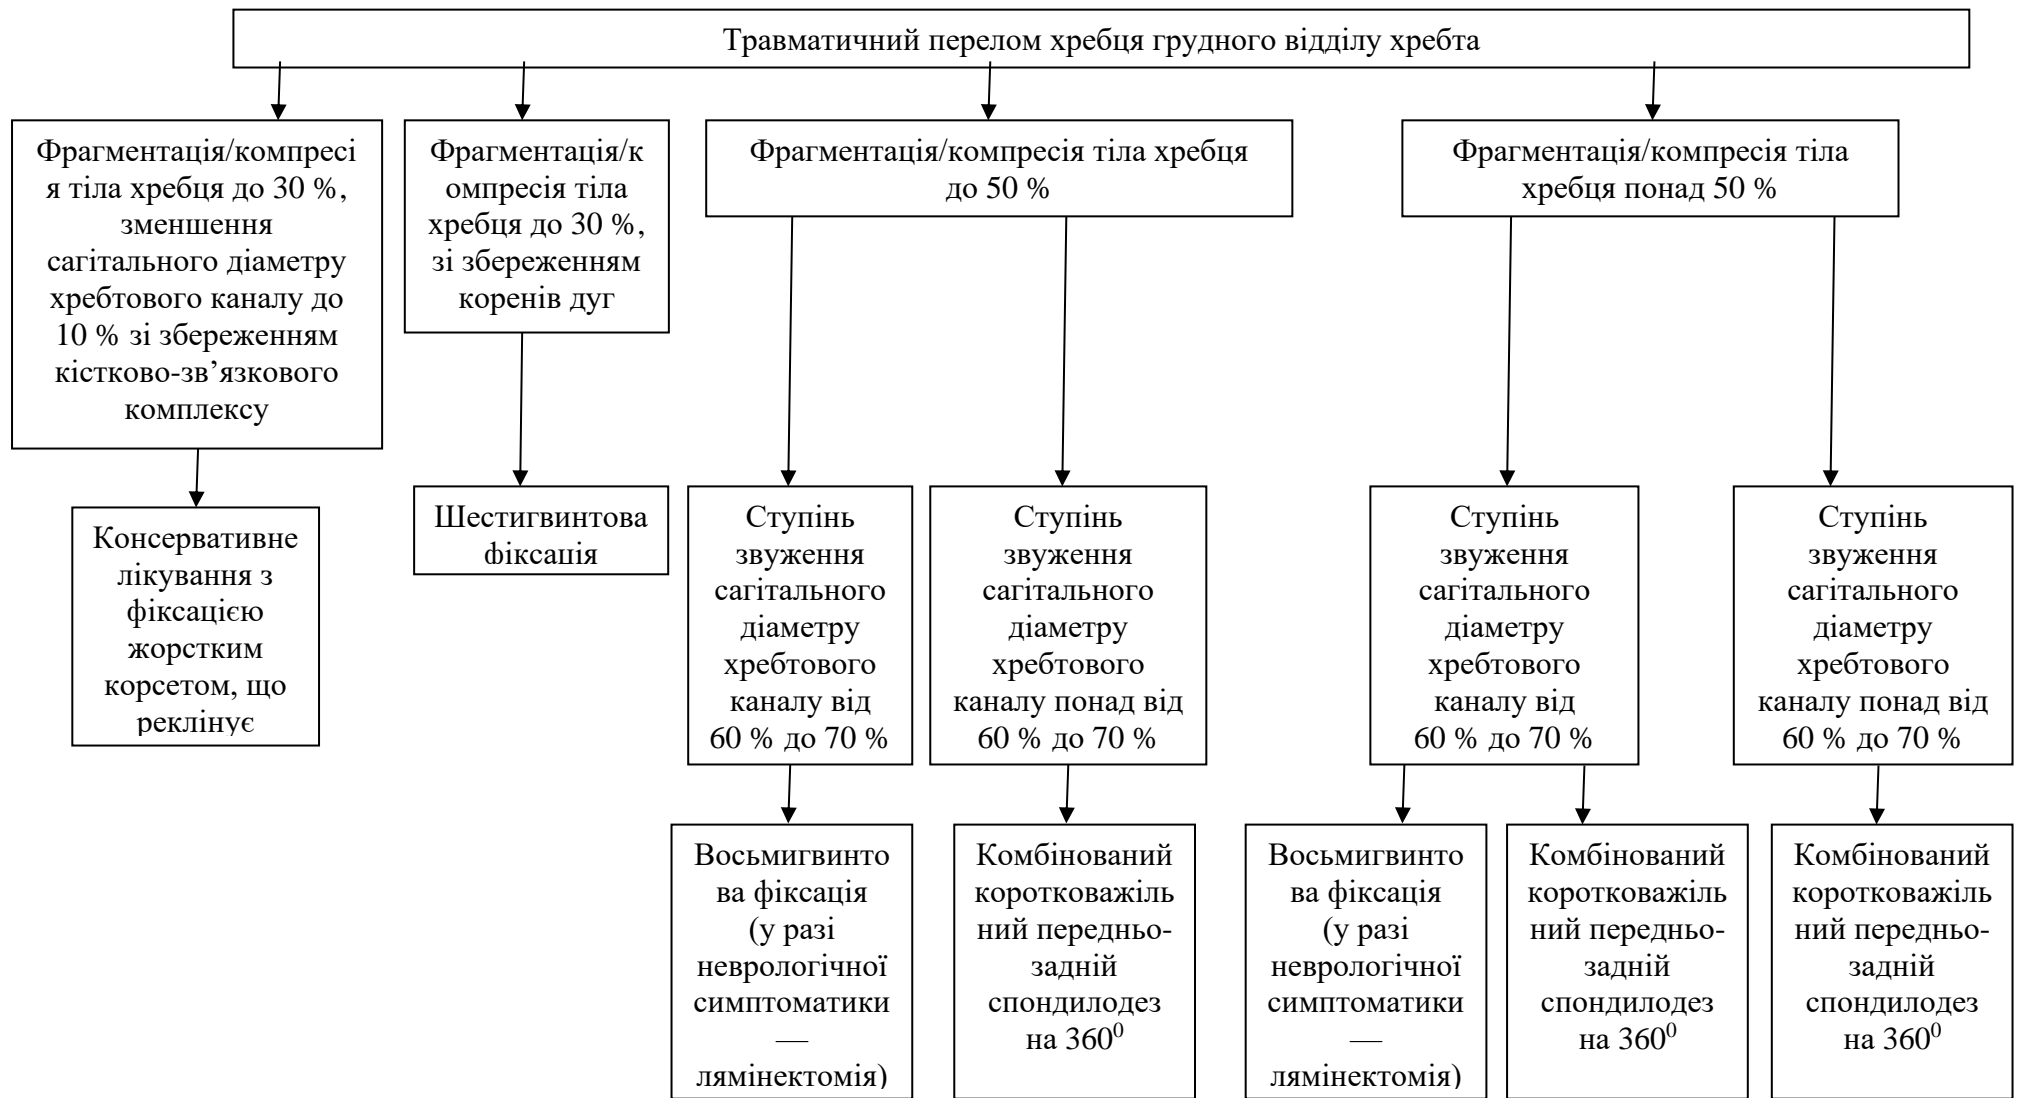 Травматичний перелом хребця грудного відділу хребта
Фрагментація/компресі
я тіла хребця до 30 %,
зменшення
сагітального діаметру
хребтового каналу до
10 % зі збереженням
кістково-зв’язкового
комплексу
Фрагментація/к
омпресія тіла
хребця до 30 %,
зі збереженням
коренів дуг
Фрагментація/компресія тіла хребця
до 50 %
Фрагментація/компресія тіла
хребця понад 50 %
Консервативне
лікування з
фіксацією
жорстким
корсетом, що
реклінує
Шестигвинтова
фіксація
Ступінь
звуження
сагітального
діаметру
хребтового
каналу від
60 % до 70 %
Ступінь
звуження
сагітального
діаметру
хребтового
каналу понад від
60 % до 70 %
Ступінь
звуження
сагітального
діаметру
хребтового
каналу від
60 % до 70 %
Ступінь
звуження
сагітального
діаметру
хребтового
каналу понад від
60 % до 70 %
Восьмигвинто
ва фіксація
(у разі
неврологічної
симптоматики
—
лямінектомія)
Комбінований
коротковажіль
ний передньо-
задній
спондилодез
на 360⁰
Восьмигвинто
ва фіксація
(у разі
неврологічної
симптоматики
—
лямінектомія)
Комбінований
коротковажіль
ний передньо-
задній
спондилодез
на 360⁰
Комбінований
коротковажіль
ний передньо-
задній
спондилодез
на 360⁰